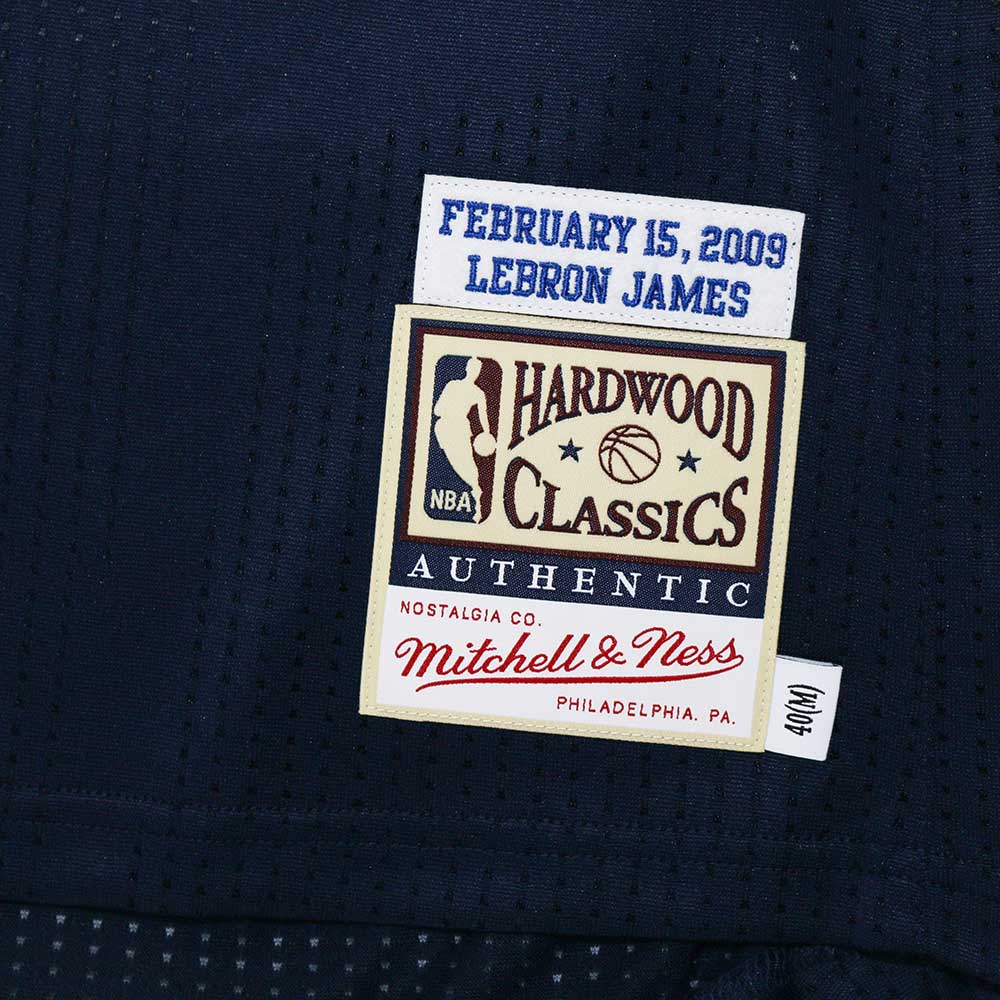 FEBRUARY 15, 2009
LEBRON JAMES
HARDWOOD
CLASSICS
NBA
AUTHENTIC
NOSTALGIA CO.
Mitchell & Ness
PHILADELPHIA. PA.
40(M)